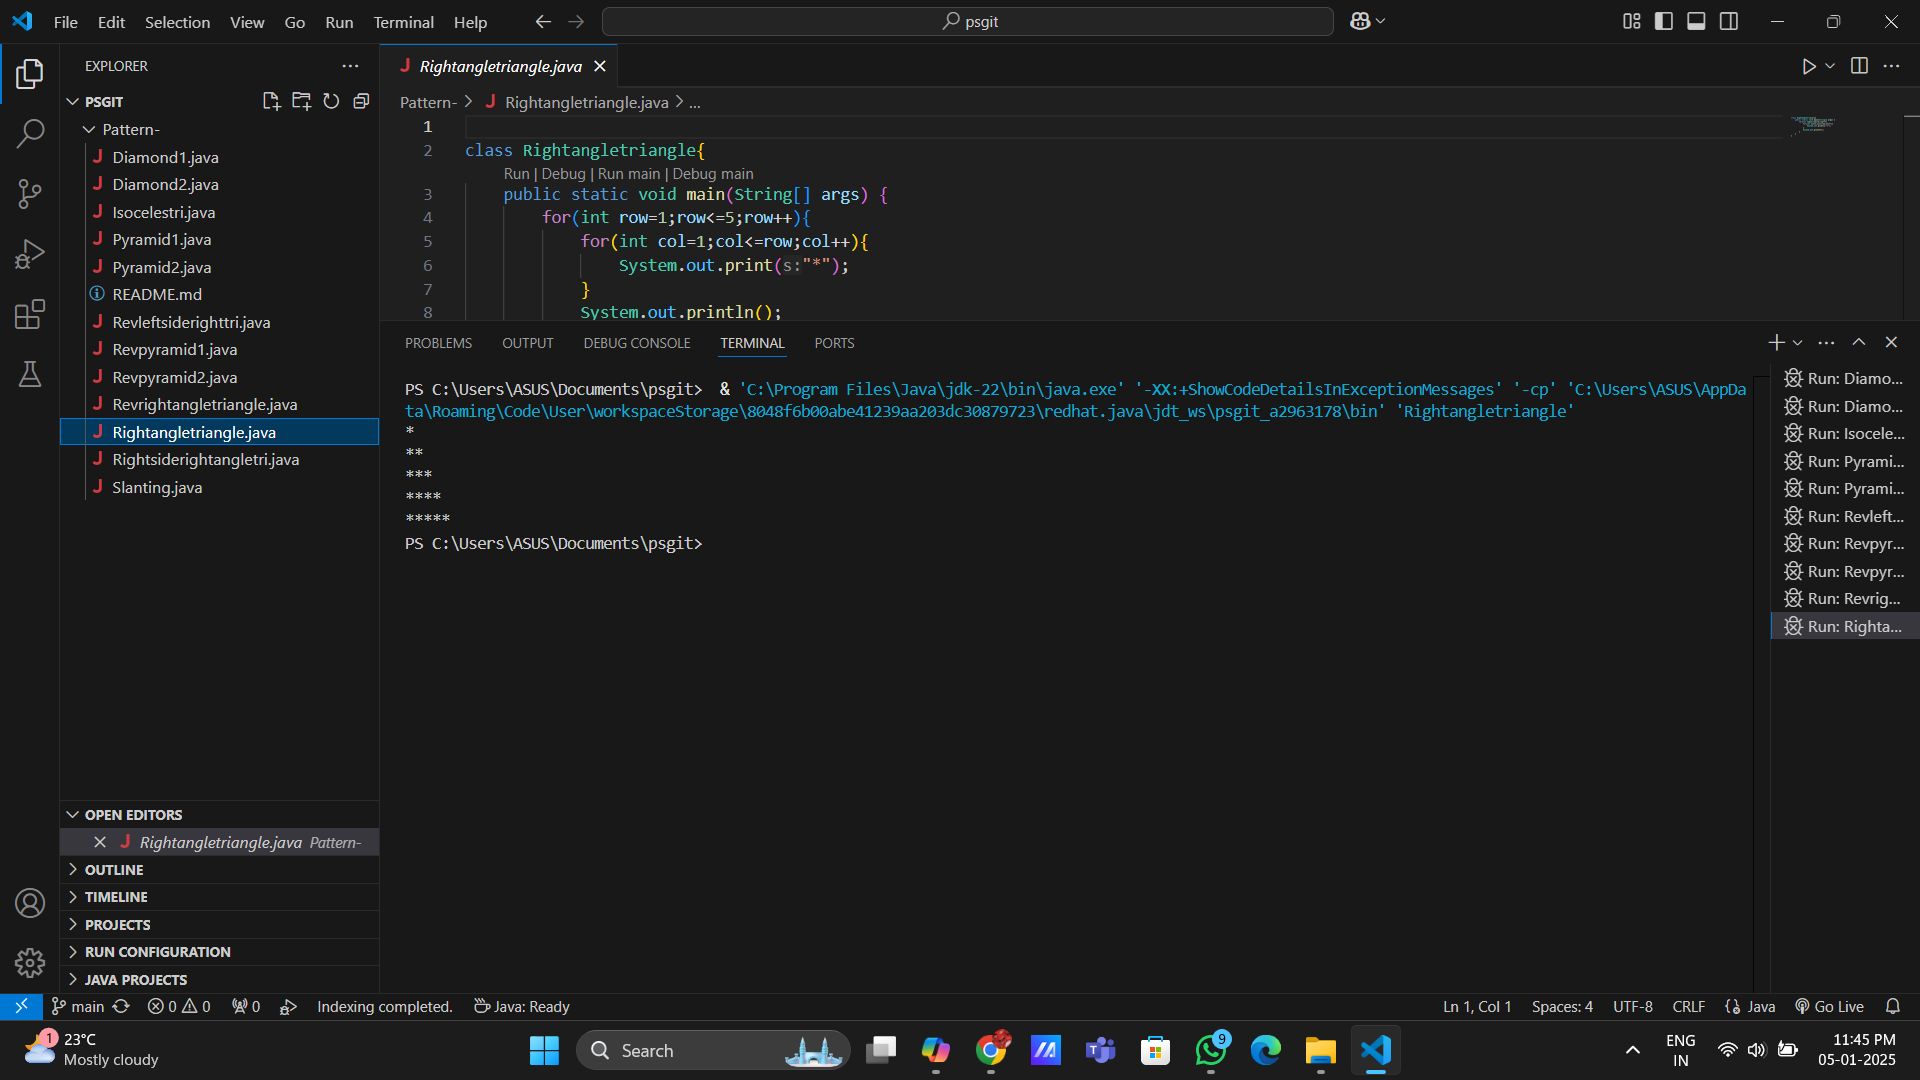 File Edit Selection View Go Run Terminal Help
psgit
EXPLORER
PSGIT
Pattern-
Diamond1.java
Diamond2.java
Isocelestri.java
Pyramid1.java
Pyramid2.java
README.md
Revleftsiderighttri.java
Revpyramid1.java
Revpyramid2.java
Revrightangletriangle.java
Rightangletriangle.java
Rightsiderightangletri.java
Slanting.java
OPEN EDITORS
Rightangletriangle.java Pattern-
OUTLINE
TIMELINE
PROJECTS
RUN CONFIGURATION
JAVA PROJECTS
Rightangletriangle.java
Pattern- > Rightangletriangle.java > ...
1
2 class Rightangletriangle{
Run | Debug | Run main | Debug main
3 public static void main(String[] args) {
4 for(int row=1;row<=5;row++){
5 for(int col=1;col<=row;col++){
6 System.out.print(s:"*");
7 }
8 System.out.println();
PROBLEMS OUTPUT DEBUG CONSOLE TERMINAL PORTS
PS C:\Users\ASUS\Documents\psgit> & 'C:\Program Files\Java\jdk-22\bin\java.exe' '-XX:+ShowCodeDetailsInExceptionMessages' '-cp' 'C:\Users\ASUS\AppDa
ta\Roaming\Code\User\workspaceStorage\8048f6b00abe41239aa203dc30879723\redhat.java\jdt_ws\psgit_a2963178\bin' 'Rightangletriangle'
*
**
***
****
*****
PS C:\Users\ASUS\Documents\psgit>
Run: Diamo...
Run: Diamo...
Run: Isocele...
Run: Pyrami...
Run: Pyrami...
Run: Revleft...
Run: Revpyr...
Run: Revpyr...
Run: Revrig...
Run: Righta...
main 0 0 0 Indexing completed. Java: Ready
Ln 1, Col 1 Spaces: 4 UTF-8 CRLF Java Go Live
1
23°C
Mostly cloudy
Search
9
ENG
IN
11:45 PM
05-01-2025